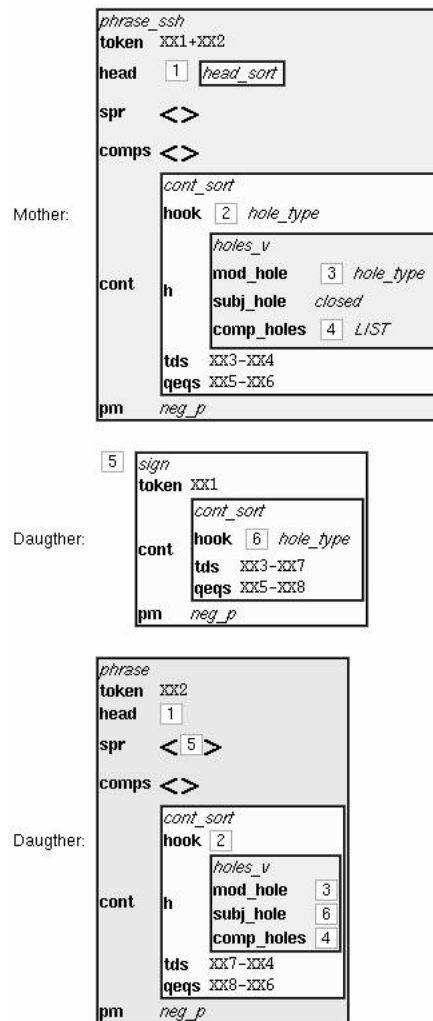 phrase_ssh
token XX1+XX2
head 1 head_sort
spr < >
comps < >
cont_sort
hook 2 hole_type
Mother:
holes_v
mod_hole 3 hole_type
cont h subj_hole closed
comp_holes 4 LIST
tds XX3-XX4
qeqs XX5-XX6
pm neg_p
5 sign
token XX1
cont_sort
Daugther: hook 6 hole_type
cont tds XX3-XX7
qeqs XX5-XX8
pm neg_p
phrase
token XX2
head 1
spr < 5 >
comps < >
cont_sort
Daugther: hook 2
holes_v
mod_hole 3
cont h subj_hole 6
comp_holes 4
tds XX7-XX4
qeqs XX8-XX6
pm neg_p